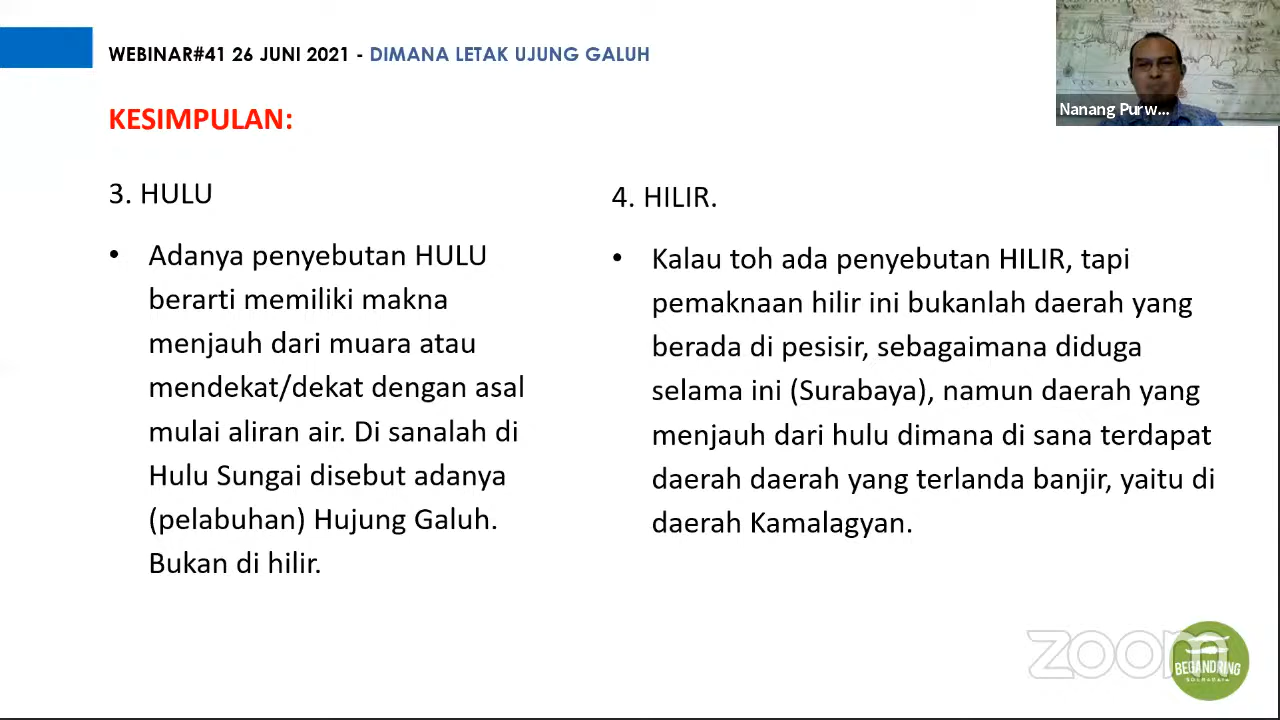 WEBINAR#41 26 JUNI 2021 - DIMANA LETAK UJUNG GALUH
Nanang Purw...
KESIMPULAN:
3. HULU
• Adanya penyebutan HULU
berarti memiliki makna
menjauh dari muara atau
mendekat/dekat dengan asal
mulai aliran air. Di sanalah di
Hulu Sungai disebut adanya
(pelabuhan) Hujung Galuh.
Bukan di hilir.
4. HILIR.
• Kalau toh ada penyebutan HILIR, tapi
pemaknaan hilir ini bukanlah daerah yang
berada di pesisir, sebagaimana diduga
selama ini (Surabaya), namun daerah yang
menjauh dari hulu dimana di sana terdapat
daerah daerah yang terlanda banjir, yaitu di
daerah Kamalagyan.
zoom
BEGANDRING
SOERABAIA